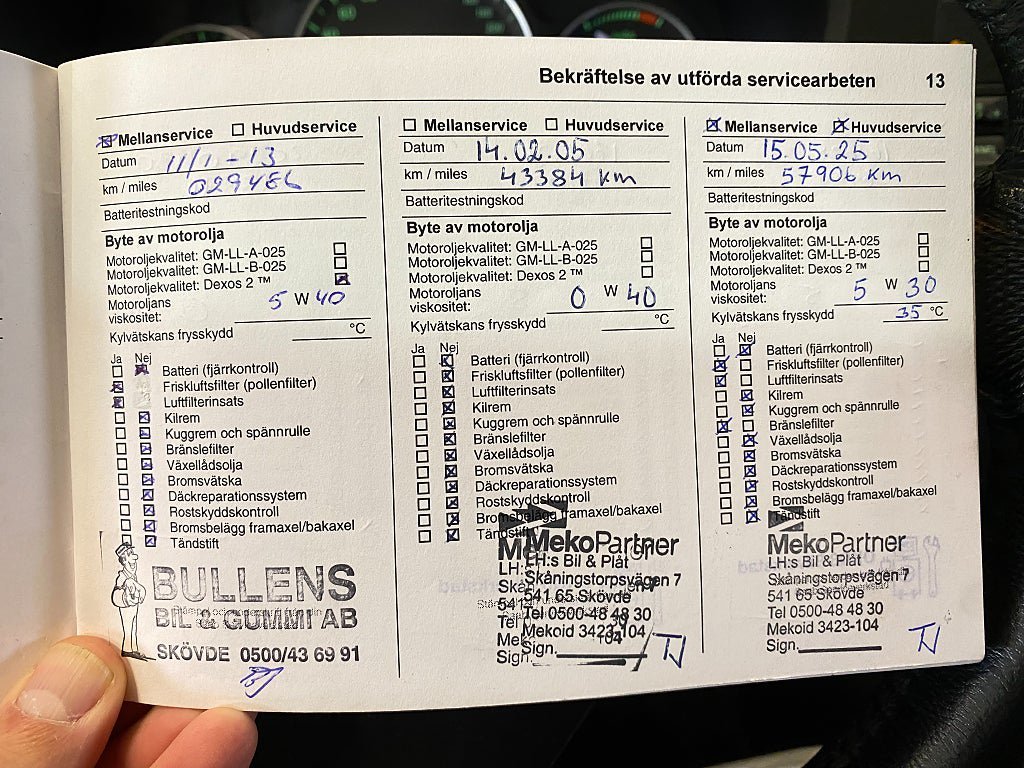 Bekräftelse av utförda servicearbeten 13
Mellanservice Huvudservice
Datum 11/1-13
km / miles 029486
Batteritestningskod
Byte av motorolja
Motoroljekvalitet: GM-LL-A-025
Motoroljekvalitet: GM-LL-B-025
Motoroljekvalitet: Dexos 2 ™
Motoroljans
viskositet: 5 W 40
Kylvätskans frysskydd °C
Ja Nej
Batteri (fjärrkontroll)
Friskluftsfilter (pollenfilter)
Luftfilterinsats
Kilrem
Kuggrem och spännrulle
Bränslefilter
Växellådsolja
Bromsvätska
Däckreparationssystem
Rostskyddskontroll
Bromsbelägg framaxel/bakaxel
Tändstift
BULLENS
BIL & GUMMI AB
SKÖVDE 0500/43 69 91
Mellanservice Huvudservice
Datum 14.02.05
km / miles 43384 km
Batteritestningskod
Byte av motorolja
Motoroljekvalitet: GM-LL-A-025
Motoroljekvalitet: GM-LL-B-025
Motoroljekvalitet: Dexos 2 ™
Motoroljans
viskositet: 0 W 40
Kylvätskans frysskydd °C
Ja Nej
Batteri (fjärrkontroll)
Friskluftsfilter (pollenfilter)
Luftfilterinsats
Kilrem
Kuggrem och spännrulle
Bränslefilter
Växellådsolja
Bromsvätska
Däckreparationssystem
Rostskyddskontroll
Bromsbelägg framaxel/bakaxel
Tändstift
MekoPartner
LH:s Bil & Plåt
Skåningstorpsvägen 7
541 65 Skövde
Tel 0500-48 48 30
Mekoid 3423-104
Sign. TJ
Mellanservice Huvudservice
Datum 15.05.25
km / miles 57906 km
Batteritestningskod
Byte av motorolja
Motoroljekvalitet: GM-LL-A-025
Motoroljekvalitet: GM-LL-B-025
Motoroljekvalitet: Dexos 2 ™
Motoroljans
viskositet: 5 W 30
Kylvätskans frysskydd 35 °C
Ja Nej
Batteri (fjärrkontroll)
Friskluftsfilter (pollenfilter)
Luftfilterinsats
Kilrem
Kuggrem och spännrulle
Bränslefilter
Växellådsolja
Bromsvätska
Däckreparationssystem
Rostskyddskontroll
Bromsbelägg framaxel/bakaxel
Tändstift
MekoPartner
LH:s Bil & Plåt
Skåningstorpsvägen 7
541 65 Skövde
Tel 0500-48 48 30
Mekoid 3423-104
Sign. TJ